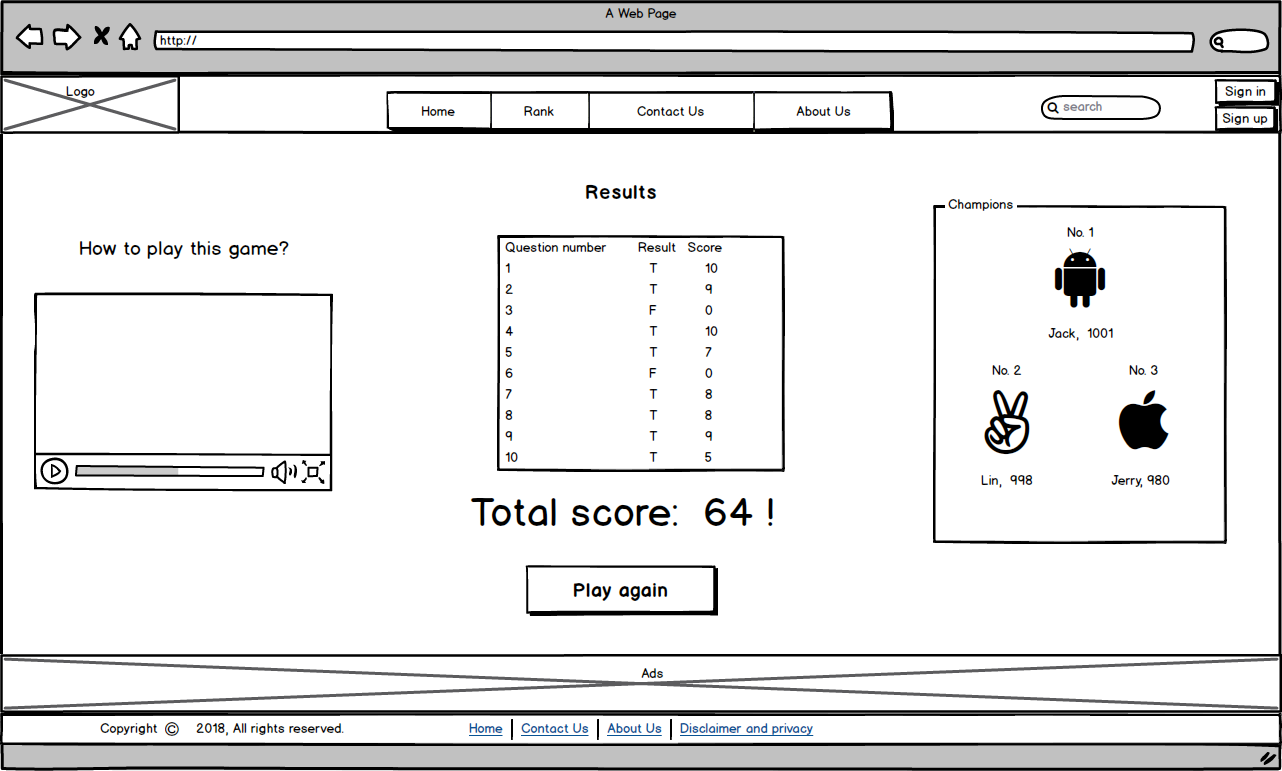 A Web Page
http://
Logo
Home Rank Contact Us About Us
search
Sign in
Sign up
Results
How to play this game?
Question number Result Score
1 T 10
2 T 9
3 F 0
4 T 10
5 T 7
6 F 0
7 T 8
8 T 8
9 T 9
10 T 5
Total score: 64 !
Play again
Champions
No. 1
Jack, 1001
No. 2 No. 3
Lin, 998 Jerry, 980
Ads
Copyright © 2018, All rights reserved. Home | Contact Us | About Us | Disclaimer and privacy